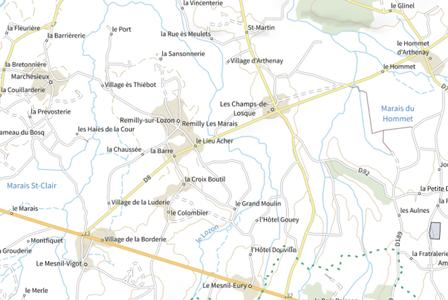 la Vincenterie
le Glinel
la Fleurière
le Port
la Rue ès Meulets
St-Martin
la Barrèrerie
le Hommet
d'Arthenay
la Sansonnerie
Village d'Arthenay
la Bretonnière
le Hommet
Marchésieux
Village ès Thiébot
la Couillarderie
Les Champs-de-
Losque
la Prevosterie
Marais du
Hommet
Remilly-sur-Lozon
Remilly Les Marais
ameau du Bosq
les Haies de la Cour
le Lieu Acher
la Chaussée
la Barre
D92
D8
la Croix Boutil
Marais St-Clair
la Petite D
Village de la Luderie
le Grand Moulin
le Marais
le Colombier
les Aulnes
l'Hôtel Gouey
le Lozon
D189
Montfiquet
Village de la Borderie
a Grouderie
l'Hôtel Douville
la Fratralerie
Am
Le Mesnil-Vigot
le Merle
Le Mesnil-Eury